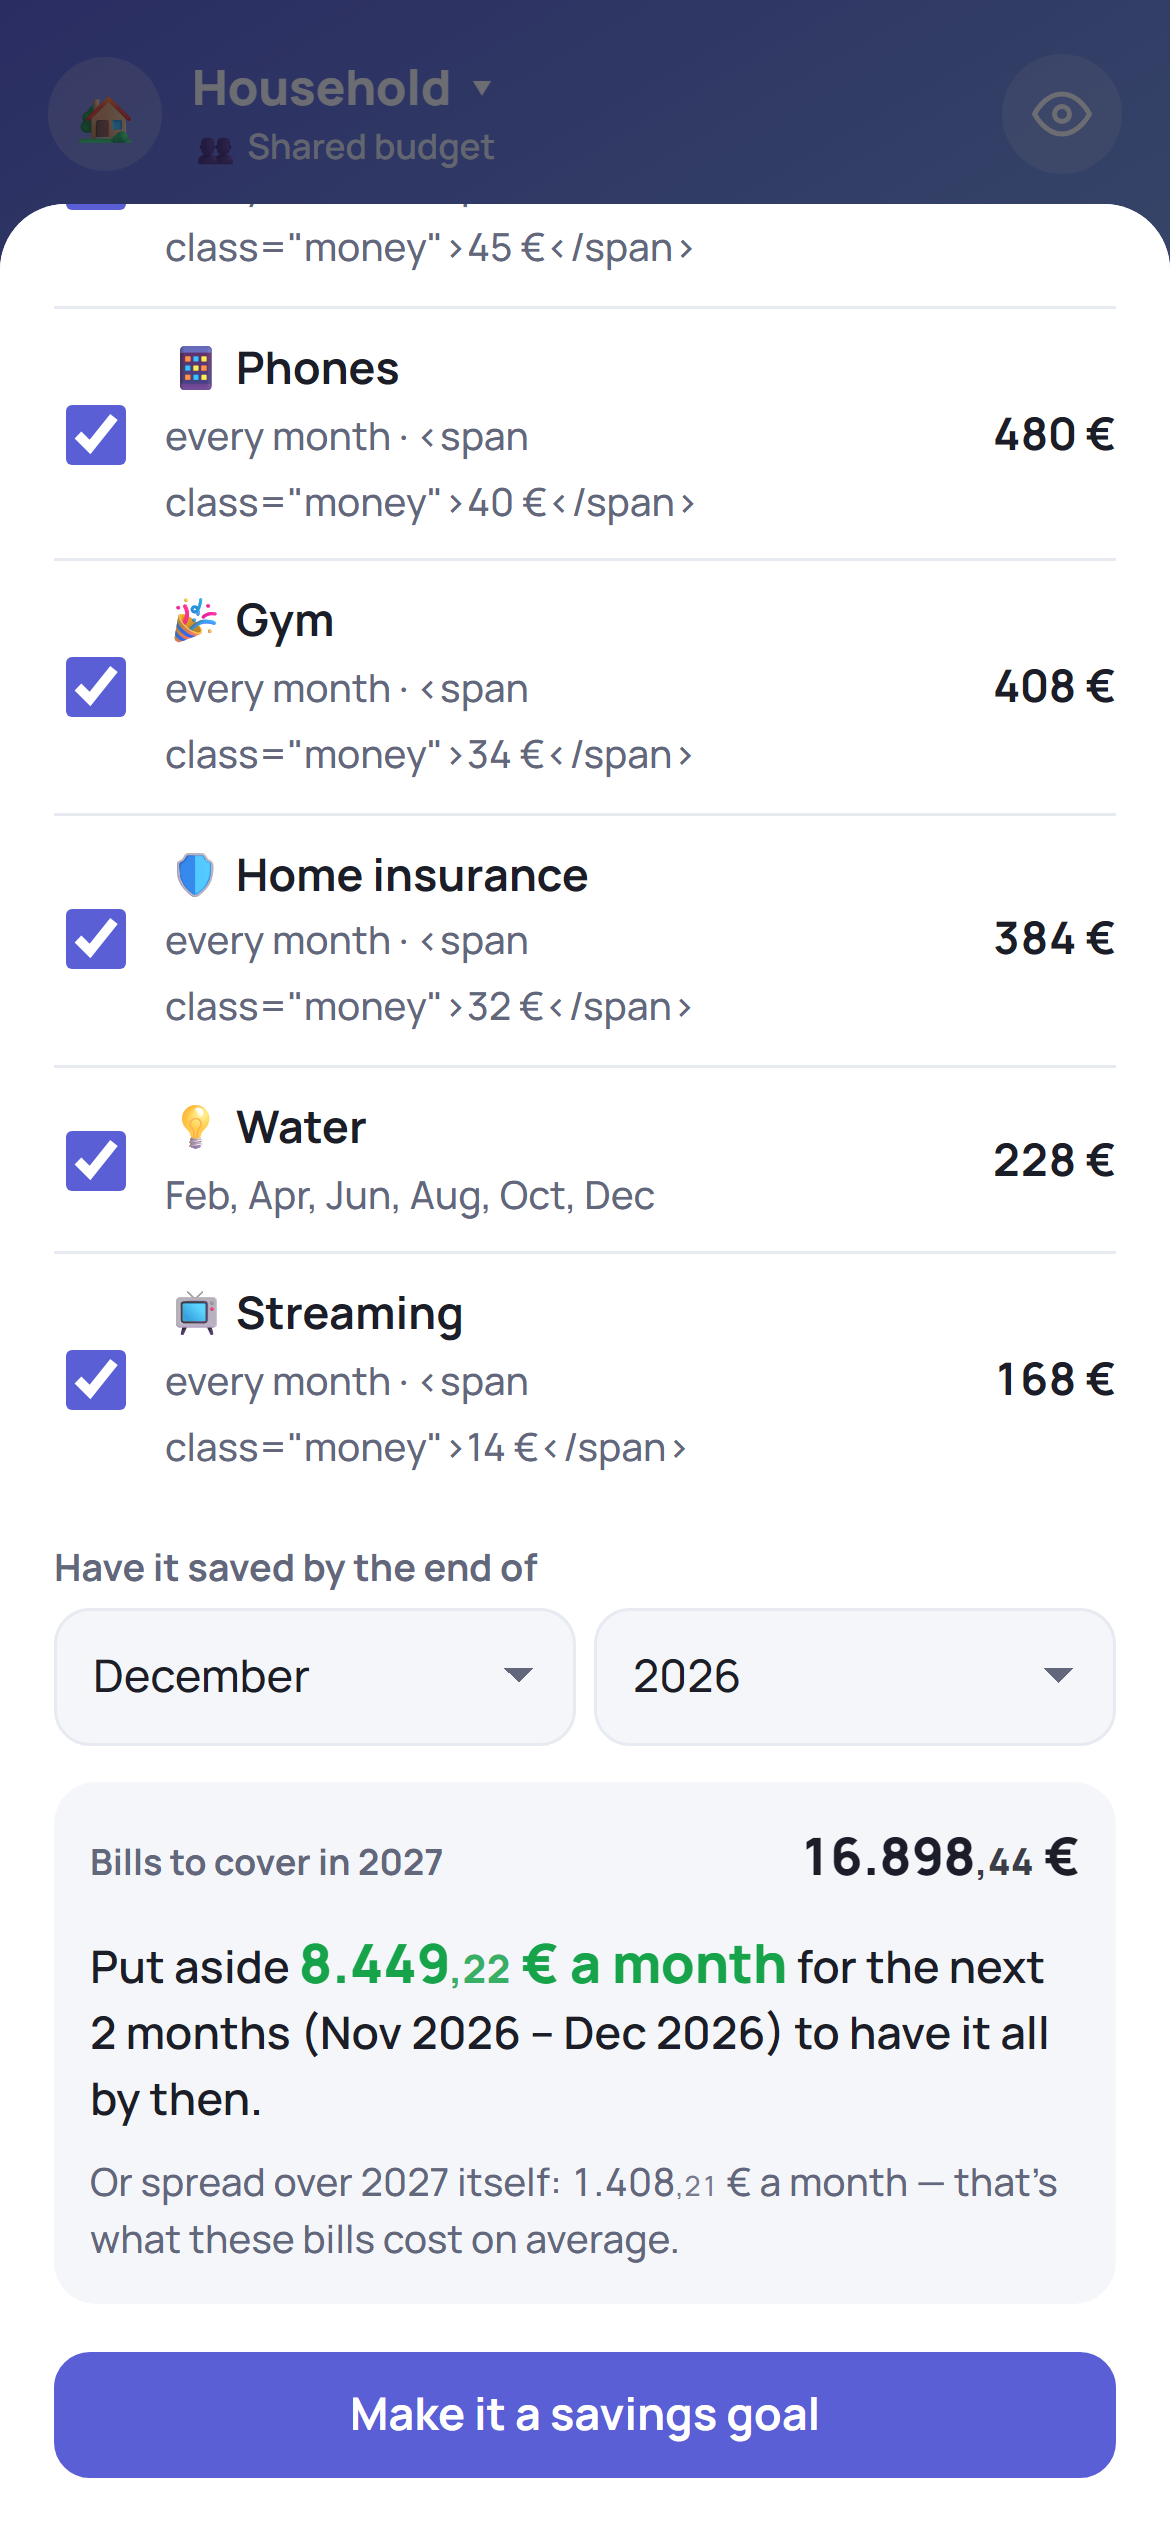 Household ▼
Shared budget
class="money">45 €</span>
Phones
every month · <span
class="money">40 €</span>
480 €
Gym
every month · <span
class="money">34 €</span>
408 €
Home insurance
every month · <span
class="money">32 €</span>
384 €
Water
Feb, Apr, Jun, Aug, Oct, Dec
228 €
Streaming
every month · <span
class="money">14 €</span>
168 €
Have it saved by the end of
December
2026
Bills to cover in 2027
16.898,44 €
Put aside 8.449,22 € a month for the next
2 months (Nov 2026 – Dec 2026) to have it all
by then.
Or spread over 2027 itself: 1.408,21 € a month — that's
what these bills cost on average.
Make it a savings goal